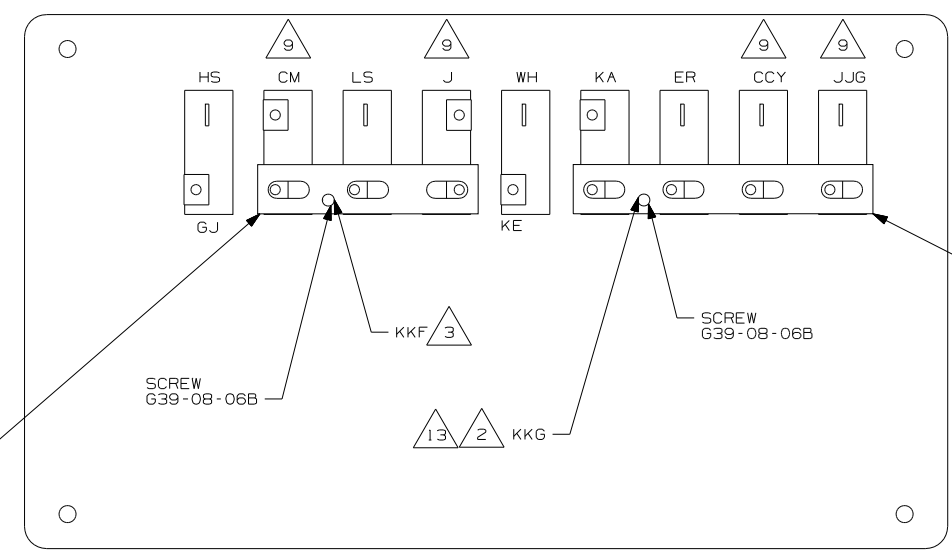 9 9 9 9
HS CM LS J WH KA ER CCY JJG
GJ KE
KKF 3
SCREW
G39-08-06B
SCREW
G39-08-06B
13 2 KKG